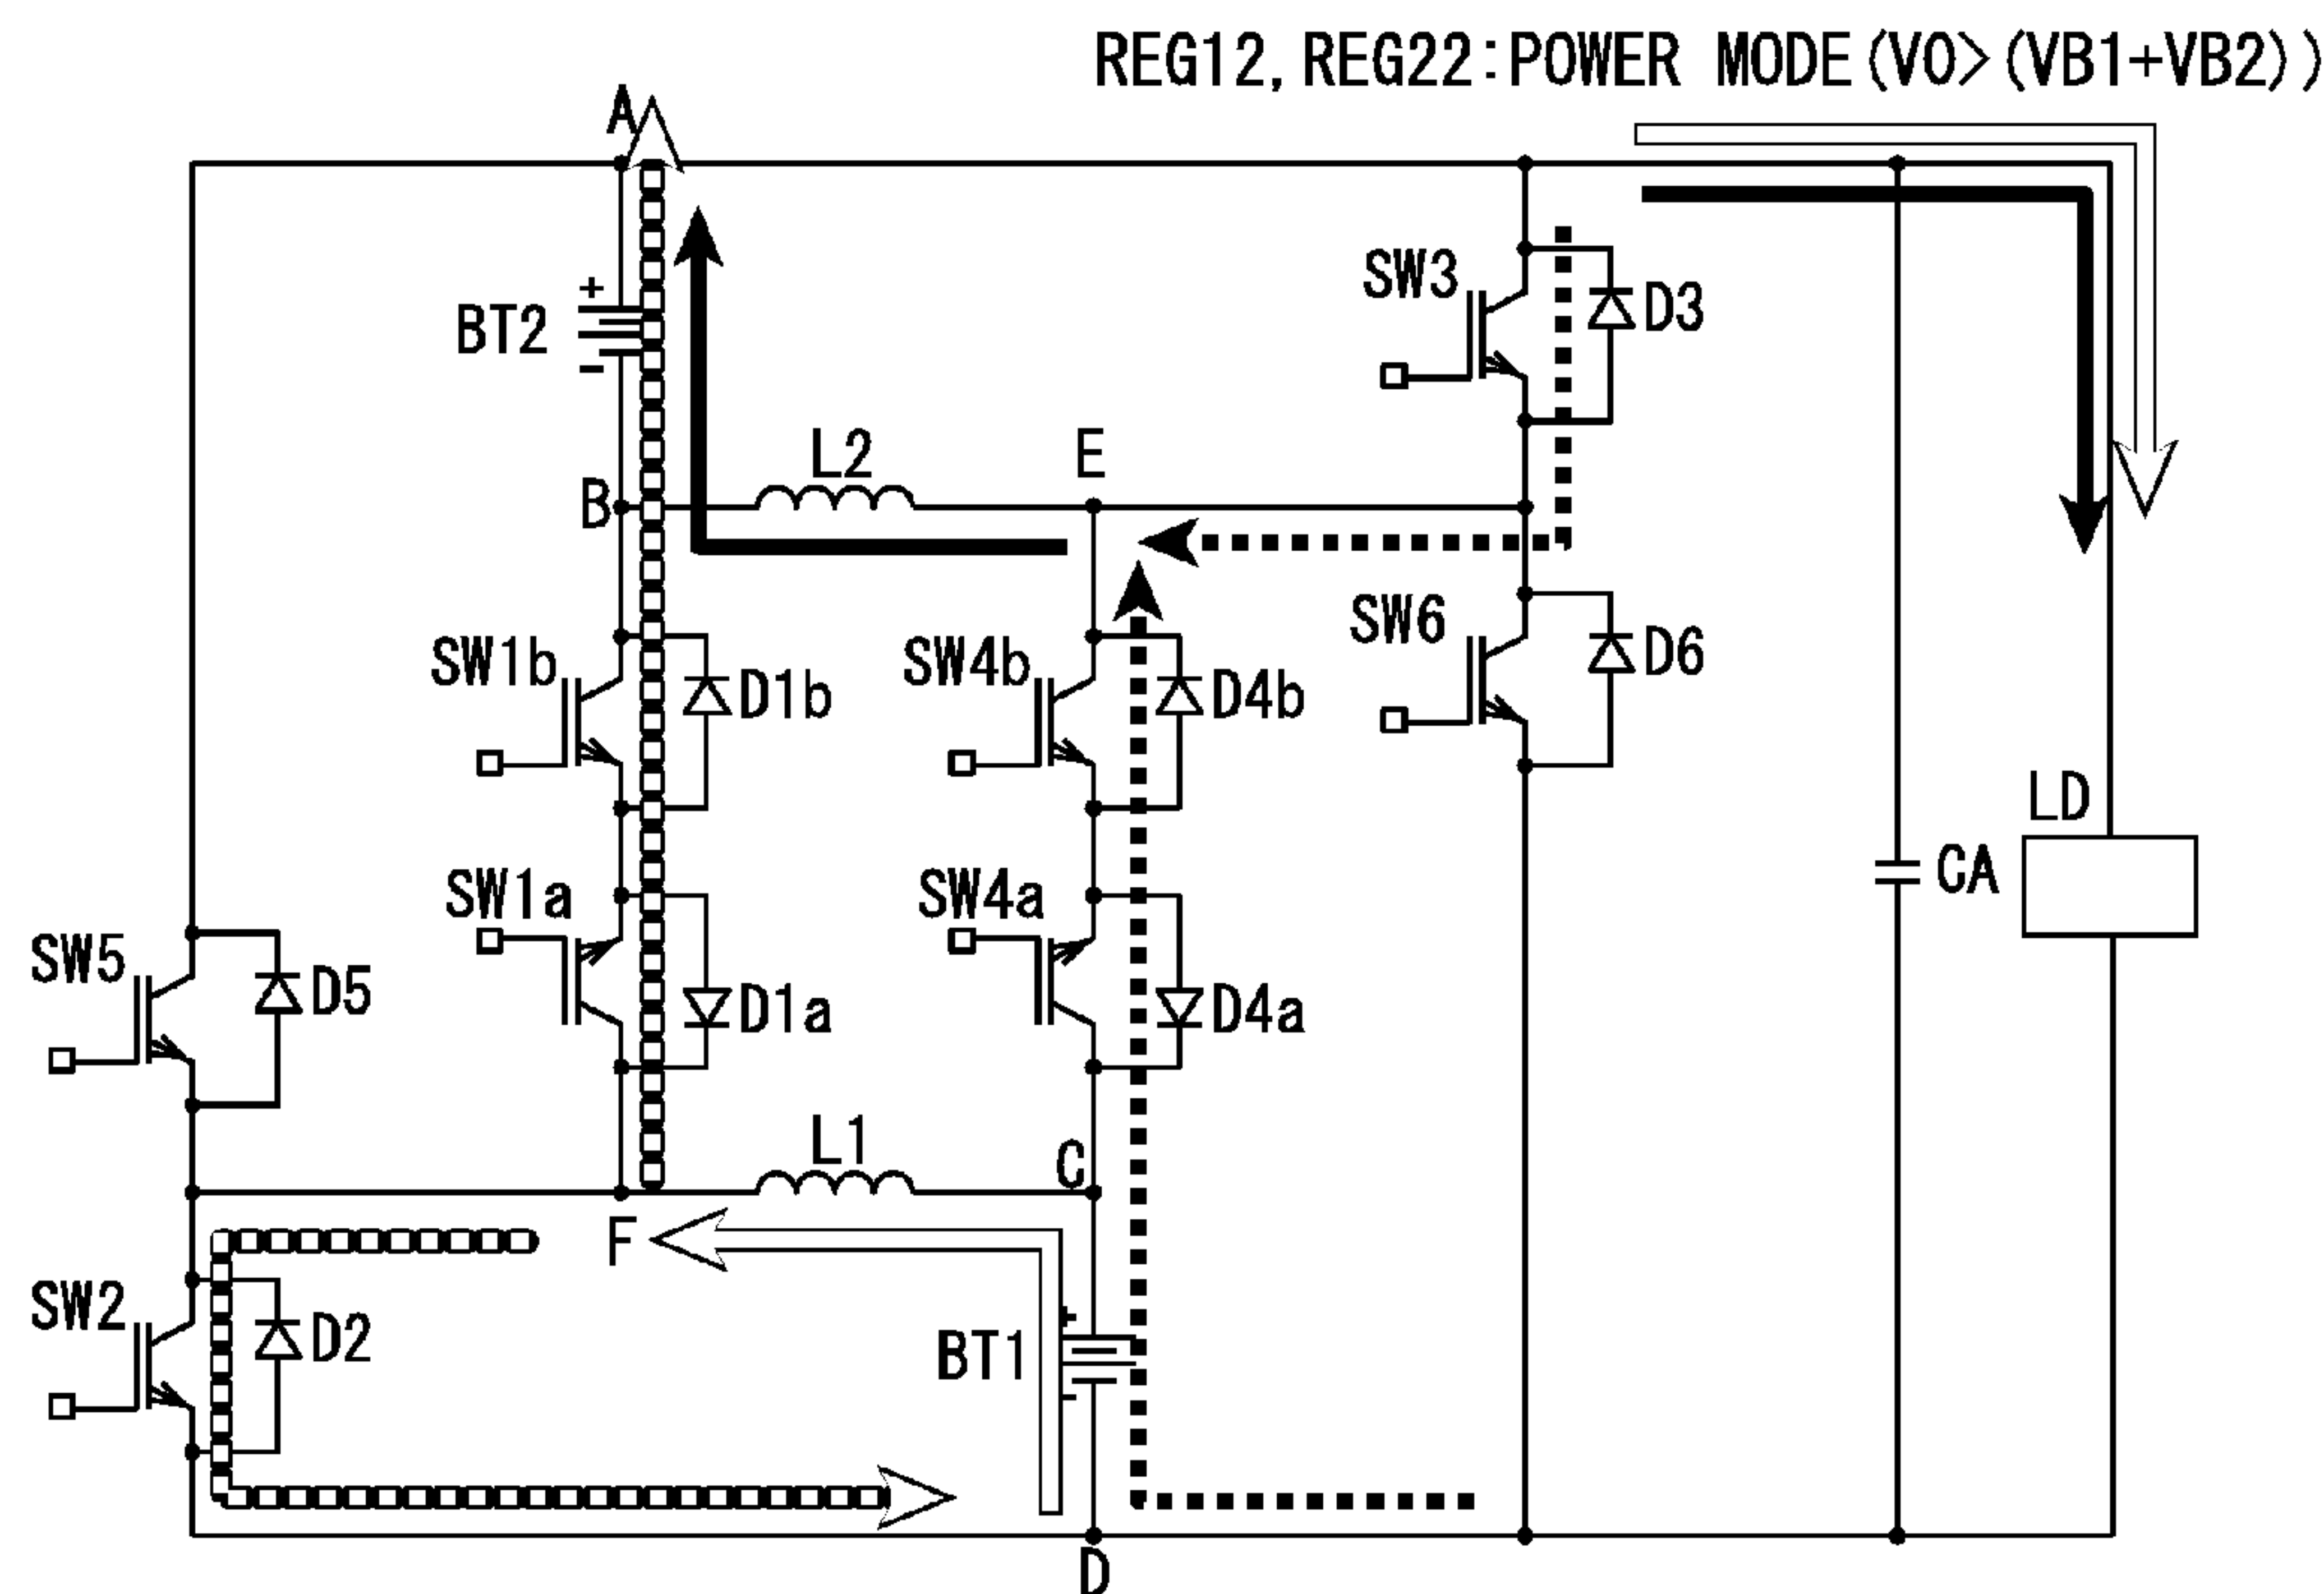 REG12, REG22:POWER MODE(VO>(VB1+VB2))
A
+
BT2
-
SW3
D3
B
L2
E
SW1b
D1b
SW4b
D4b
SW6
D6
SW1a
D1a
SW4a
D4a
LD
CA
SW5
D5
L1
C
F
SW2
D2
BT1
+
-
D